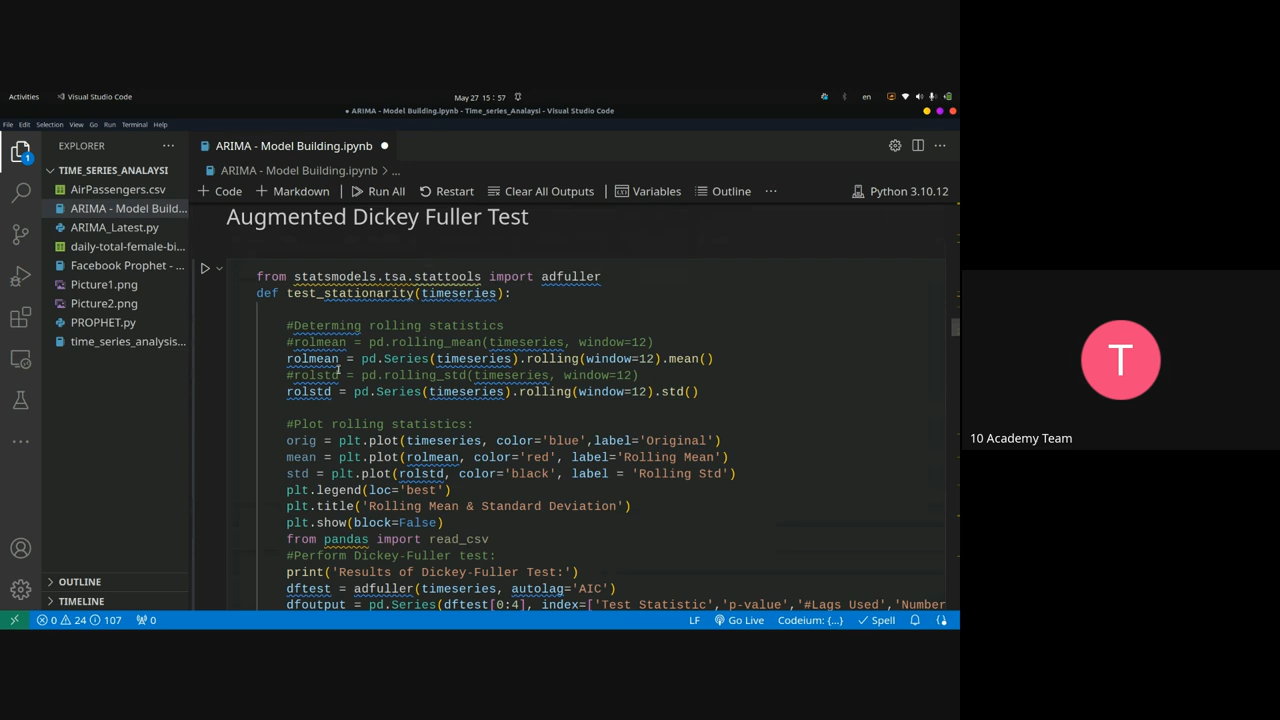 Activities
Visual Studio Code
May 27 15 : 57
en
● ARIMA - Model Building.ipynb - Time_series_Analaysi - Visual Studio Code
File Edit Selection View Go Run Terminal Help
EXPLORER
TIME_SERIES_ANALAYSI
AirPassengers.csv
ARIMA - Model Build...
ARIMA_Latest.py
daily-total-female-bi...
Facebook Prophet - ...
Picture1.png
Picture2.png
PROPHET.py
time_series_analysis...
OUTLINE
TIMELINE
1
ARIMA - Model Building.ipynb ●
ARIMA - Model Building.ipynb > ...
+ Code + Markdown Run All Restart Clear All Outputs Variables Outline ... Python 3.10.12
Augmented Dickey Fuller Test
from statsmodels.tsa.stattools import adfuller
def test_stationarity(timeseries):
#Determing rolling statistics
#rolmean = pd.rolling_mean(timeseries, window=12)
rolmean = pd.Series(timeseries).rolling(window=12).mean()
#rolstd = pd.rolling_std(timeseries, window=12)
rolstd = pd.Series(timeseries).rolling(window=12).std()
#Plot rolling statistics:
orig = plt.plot(timeseries, color='blue',label='Original')
mean = plt.plot(rolmean, color='red', label='Rolling Mean')
std = plt.plot(rolstd, color='black', label = 'Rolling Std')
plt.legend(loc='best')
plt.title('Rolling Mean & Standard Deviation')
plt.show(block=False)
from pandas import read_csv
#Perform Dickey-Fuller test:
print('Results of Dickey-Fuller Test:')
dftest = adfuller(timeseries, autolag='AIC')
dfoutput = pd.Series(dftest[0:4], index=['Test Statistic','p-value','#Lags Used','Number
0 24 107 0
LF Go Live Codeium: {...} Spell
T
10 Academy Team